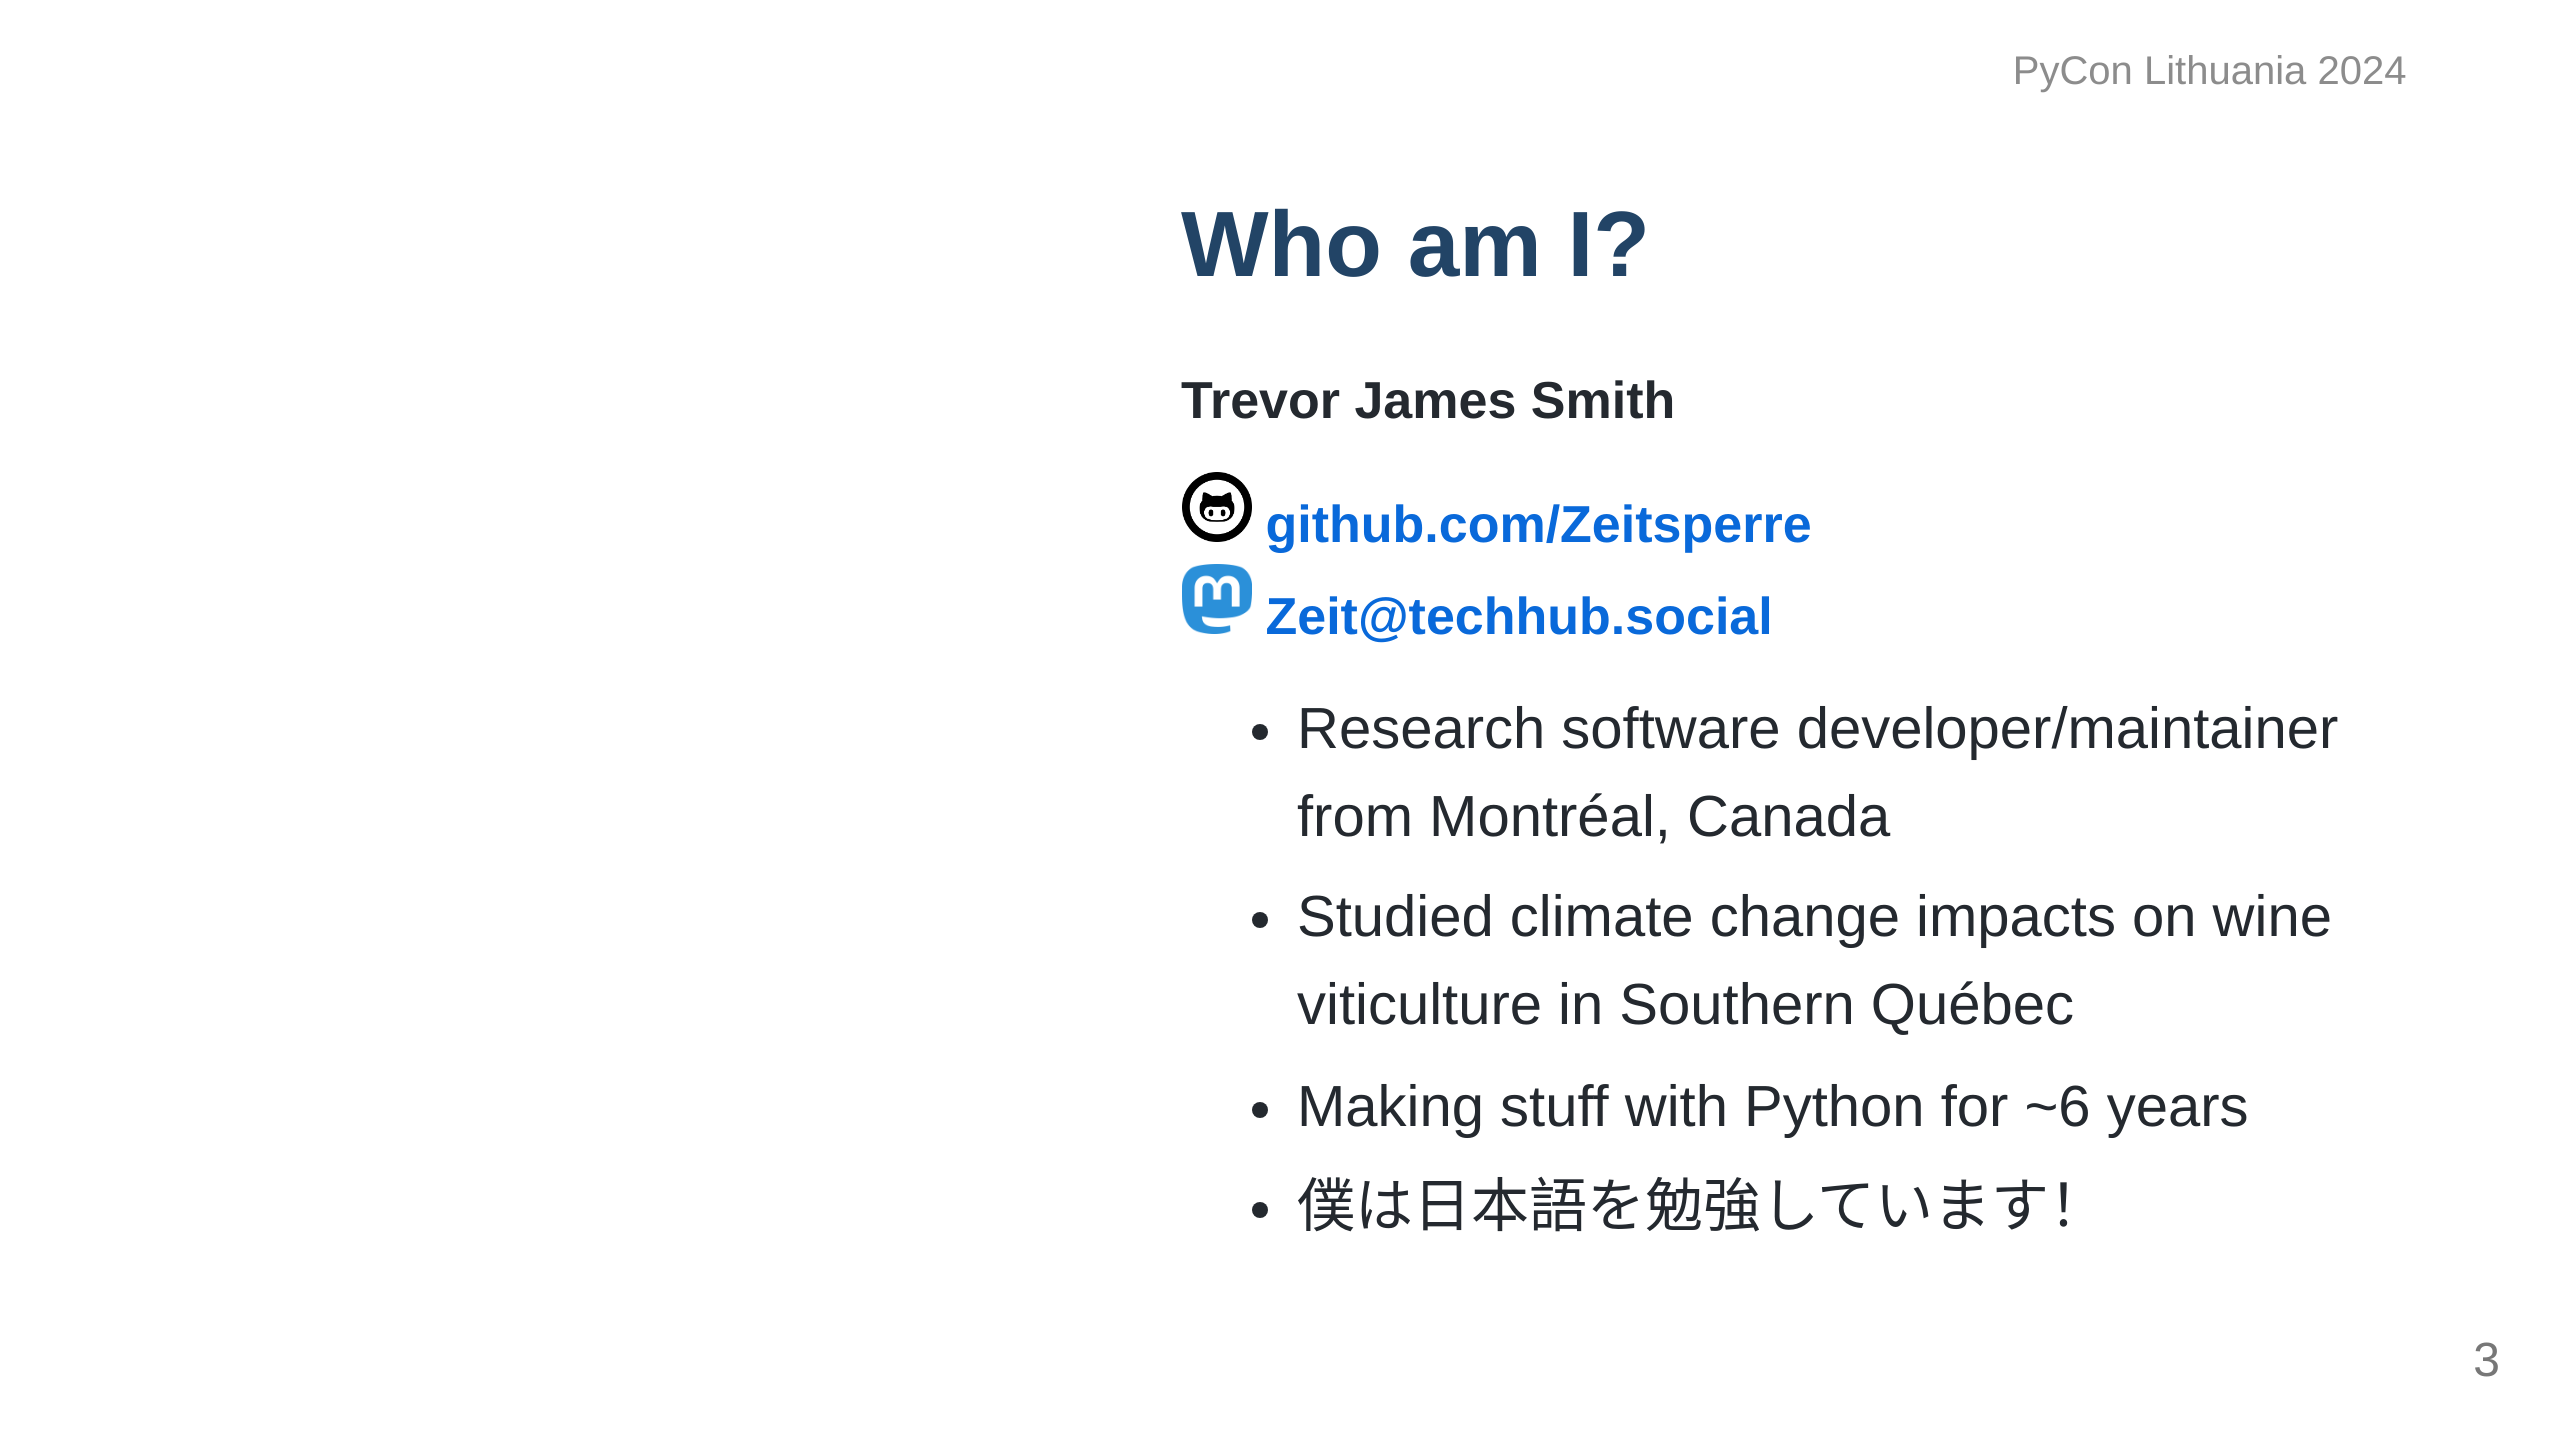 PyCon Lithuania 2024
Who am I?
Trevor James Smith
github.com/Zeitsperre
Zeit@techhub.social
• Research software developer/maintainer
from Montréal, Canada
• Studied climate change impacts on wine
viticulture in Southern Québec
• Making stuff with Python for ~6 years
• 僕は日本語を勉強しています！
3